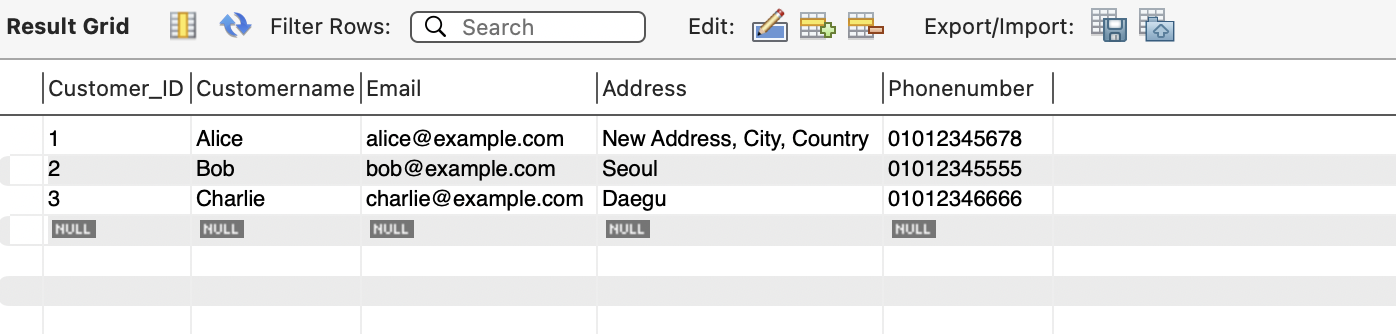 Result Grid Filter Rows: Search Edit: Export/Import:
Customer_ID Customername Email Address Phonenumber
1 Alice alice@example.com New Address, City, Country 01012345678
2 Bob bob@example.com Seoul 01012345555
3 Charlie charlie@example.com Daegu 01012346666
NULL NULL NULL NULL NULL